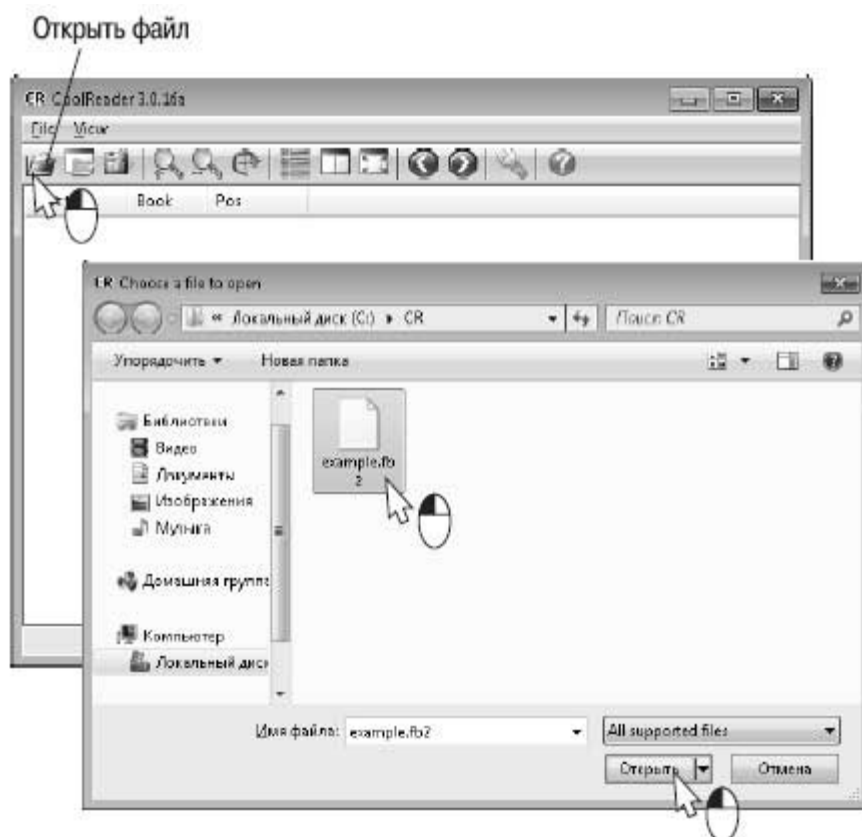 Открыть файл
CR CoolReader 3.0.16a
File View
Book Pos
CR Choose a file to open
« Локальный диск (C:) ▸ CR
Поиск: CR
Упорядочить ▾ Новая папка
Библиотеки
Видео
Документы
Изображения
Музыка
Домашняя группа
Компьютер
Локальный диск
example.fb
2
Имя файла: example.fb2
All supported files
Открыть
Отмена